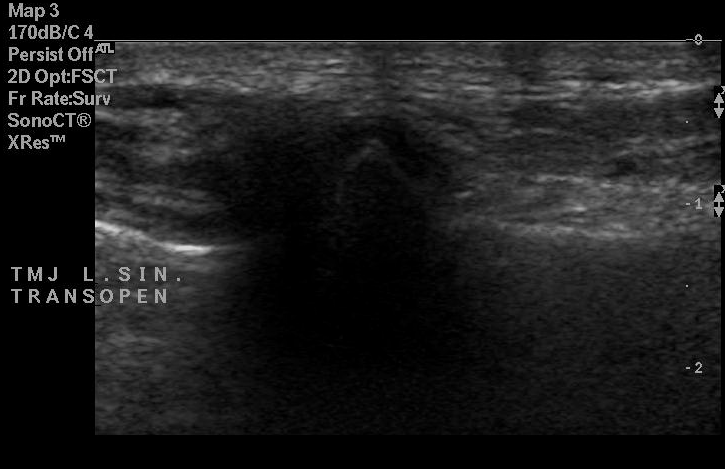 Map 3
170dB/C 4
Persist Off
ATL
2D Opt:FSCT
Fr Rate:Surv
SonoCT®
XRes™
-0
-1
-2
TMJ L.SIN.
TRANSOPEN